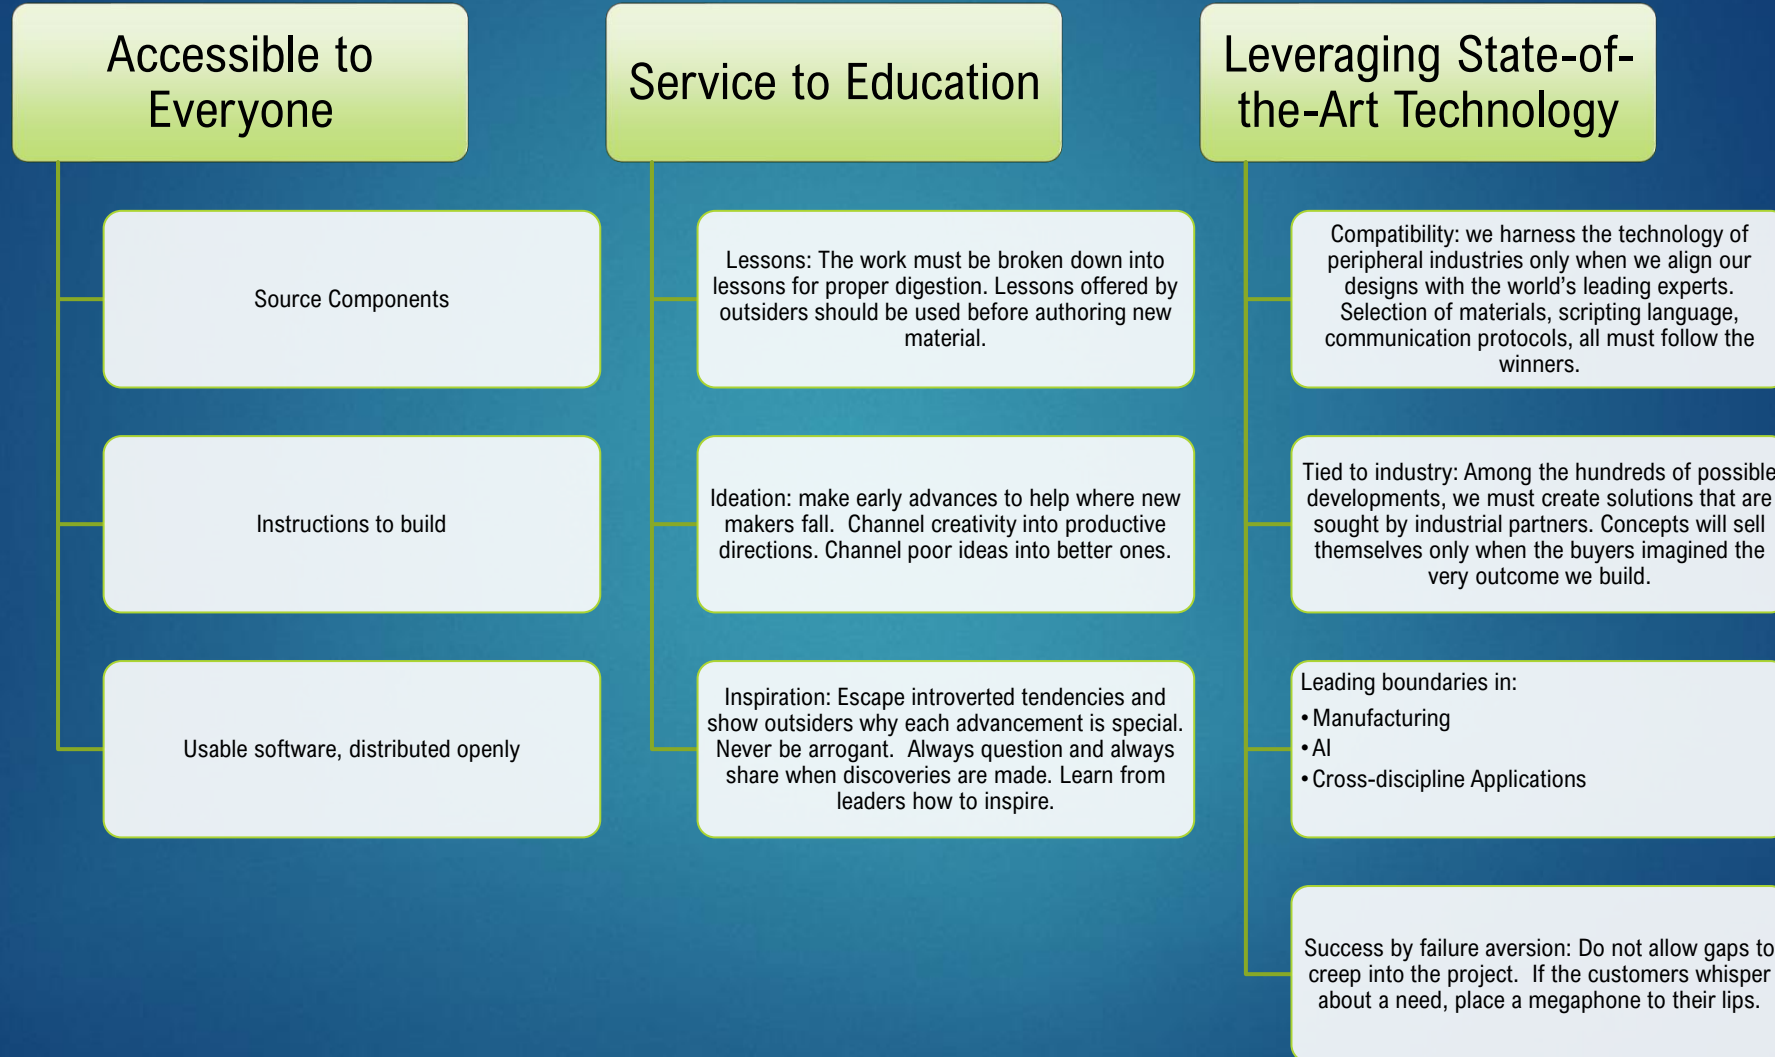 Accessible to
Everyone
Source Components
Instructions to build
Usable software, distributed openly
Service to Education
Lessons: The work must be broken down into
lessons for proper digestion. Lessons offered by
outsiders should be used before authoring new
material.
Ideation: make early advances to help where new
makers fall.  Channel creativity into productive
directions. Channel poor ideas into better ones.
Inspiration: Escape introverted tendencies and
show outsiders why each advancement is special.
Never be arrogant.  Always question and always
share when discoveries are made. Learn from
leaders how to inspire.
Leveraging State-of-
the-Art Technology
Compatibility: we harness the technology of
peripheral industries only when we align our
designs with the world’s leading experts.
Selection of materials, scripting language,
communication protocols, all must follow the
winners.
Tied to industry: Among the hundreds of possible
developments, we must create solutions that are
sought by industrial partners. Concepts will sell
themselves only when the buyers imagined the
very outcome we build.
Leading boundaries in:
• Manufacturing
• AI
• Cross-discipline Applications
Success by failure aversion: Do not allow gaps to
creep into the project.  If the customers whisper
about a need, place a megaphone to their lips.